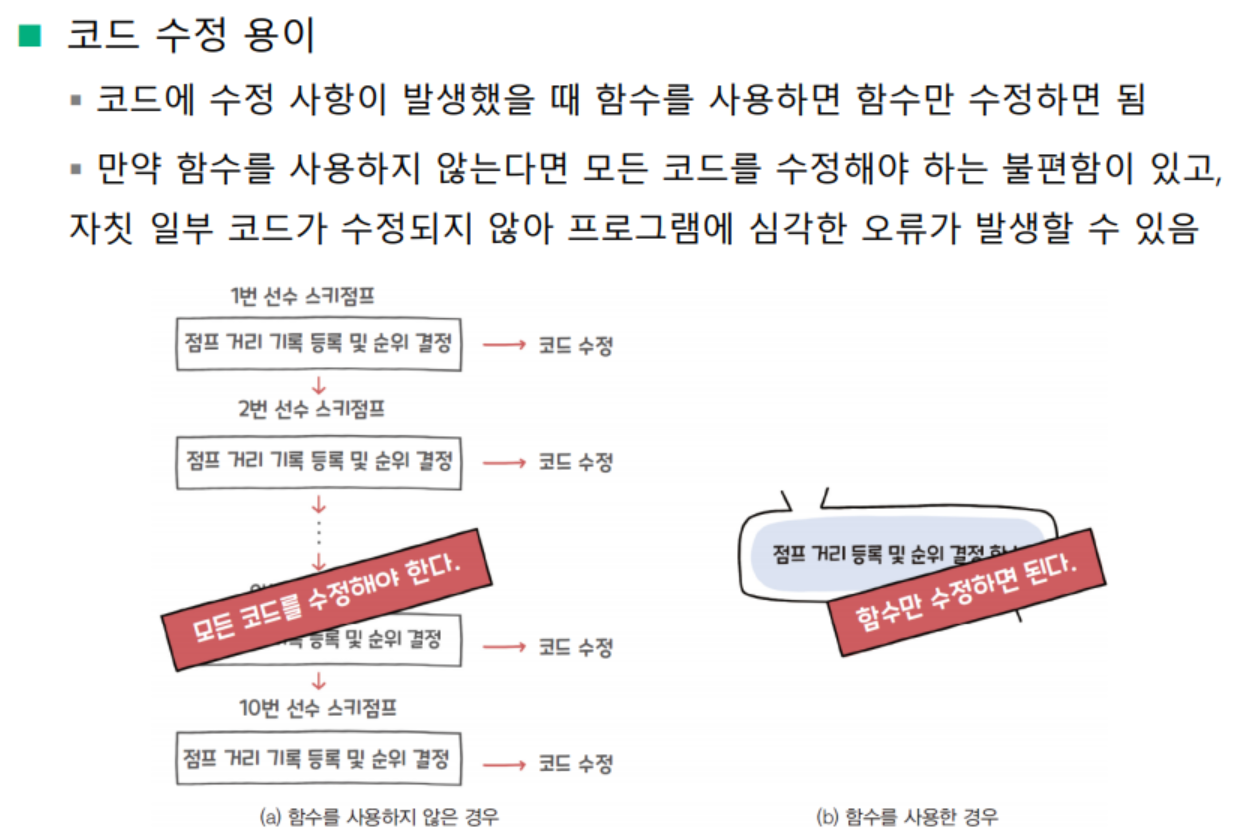 코드 수정 용이
코드에 수정 사항이 발생했을 때 함수를 사용하면 함수만 수정하면 됨
만약 함수를 사용하지 않는다면 모든 코드를 수정해야 하는 불편함이 있고,
자칫 일부 코드가 수정되지 않아 프로그램에 심각한 오류가 발생할 수 있음
1번 선수 스키점프
점프 거리 기록 등록 및 순위 결정
코드 수정
2번 선수 스키점프
점프 거리 기록 등록 및 순위 결정
코드 수정
모든 코드를 수정해야 한다.
등록 및 순위 결정
코드 수정
10번 선수 스키점프
점프 거리 기록 등록 및 순위 결정
코드 수정
(a) 함수를 사용하지 않은 경우
점프 거리 등록 및 순위 결정
함수만 수정하면 된다.
(b) 함수를 사용한 경우